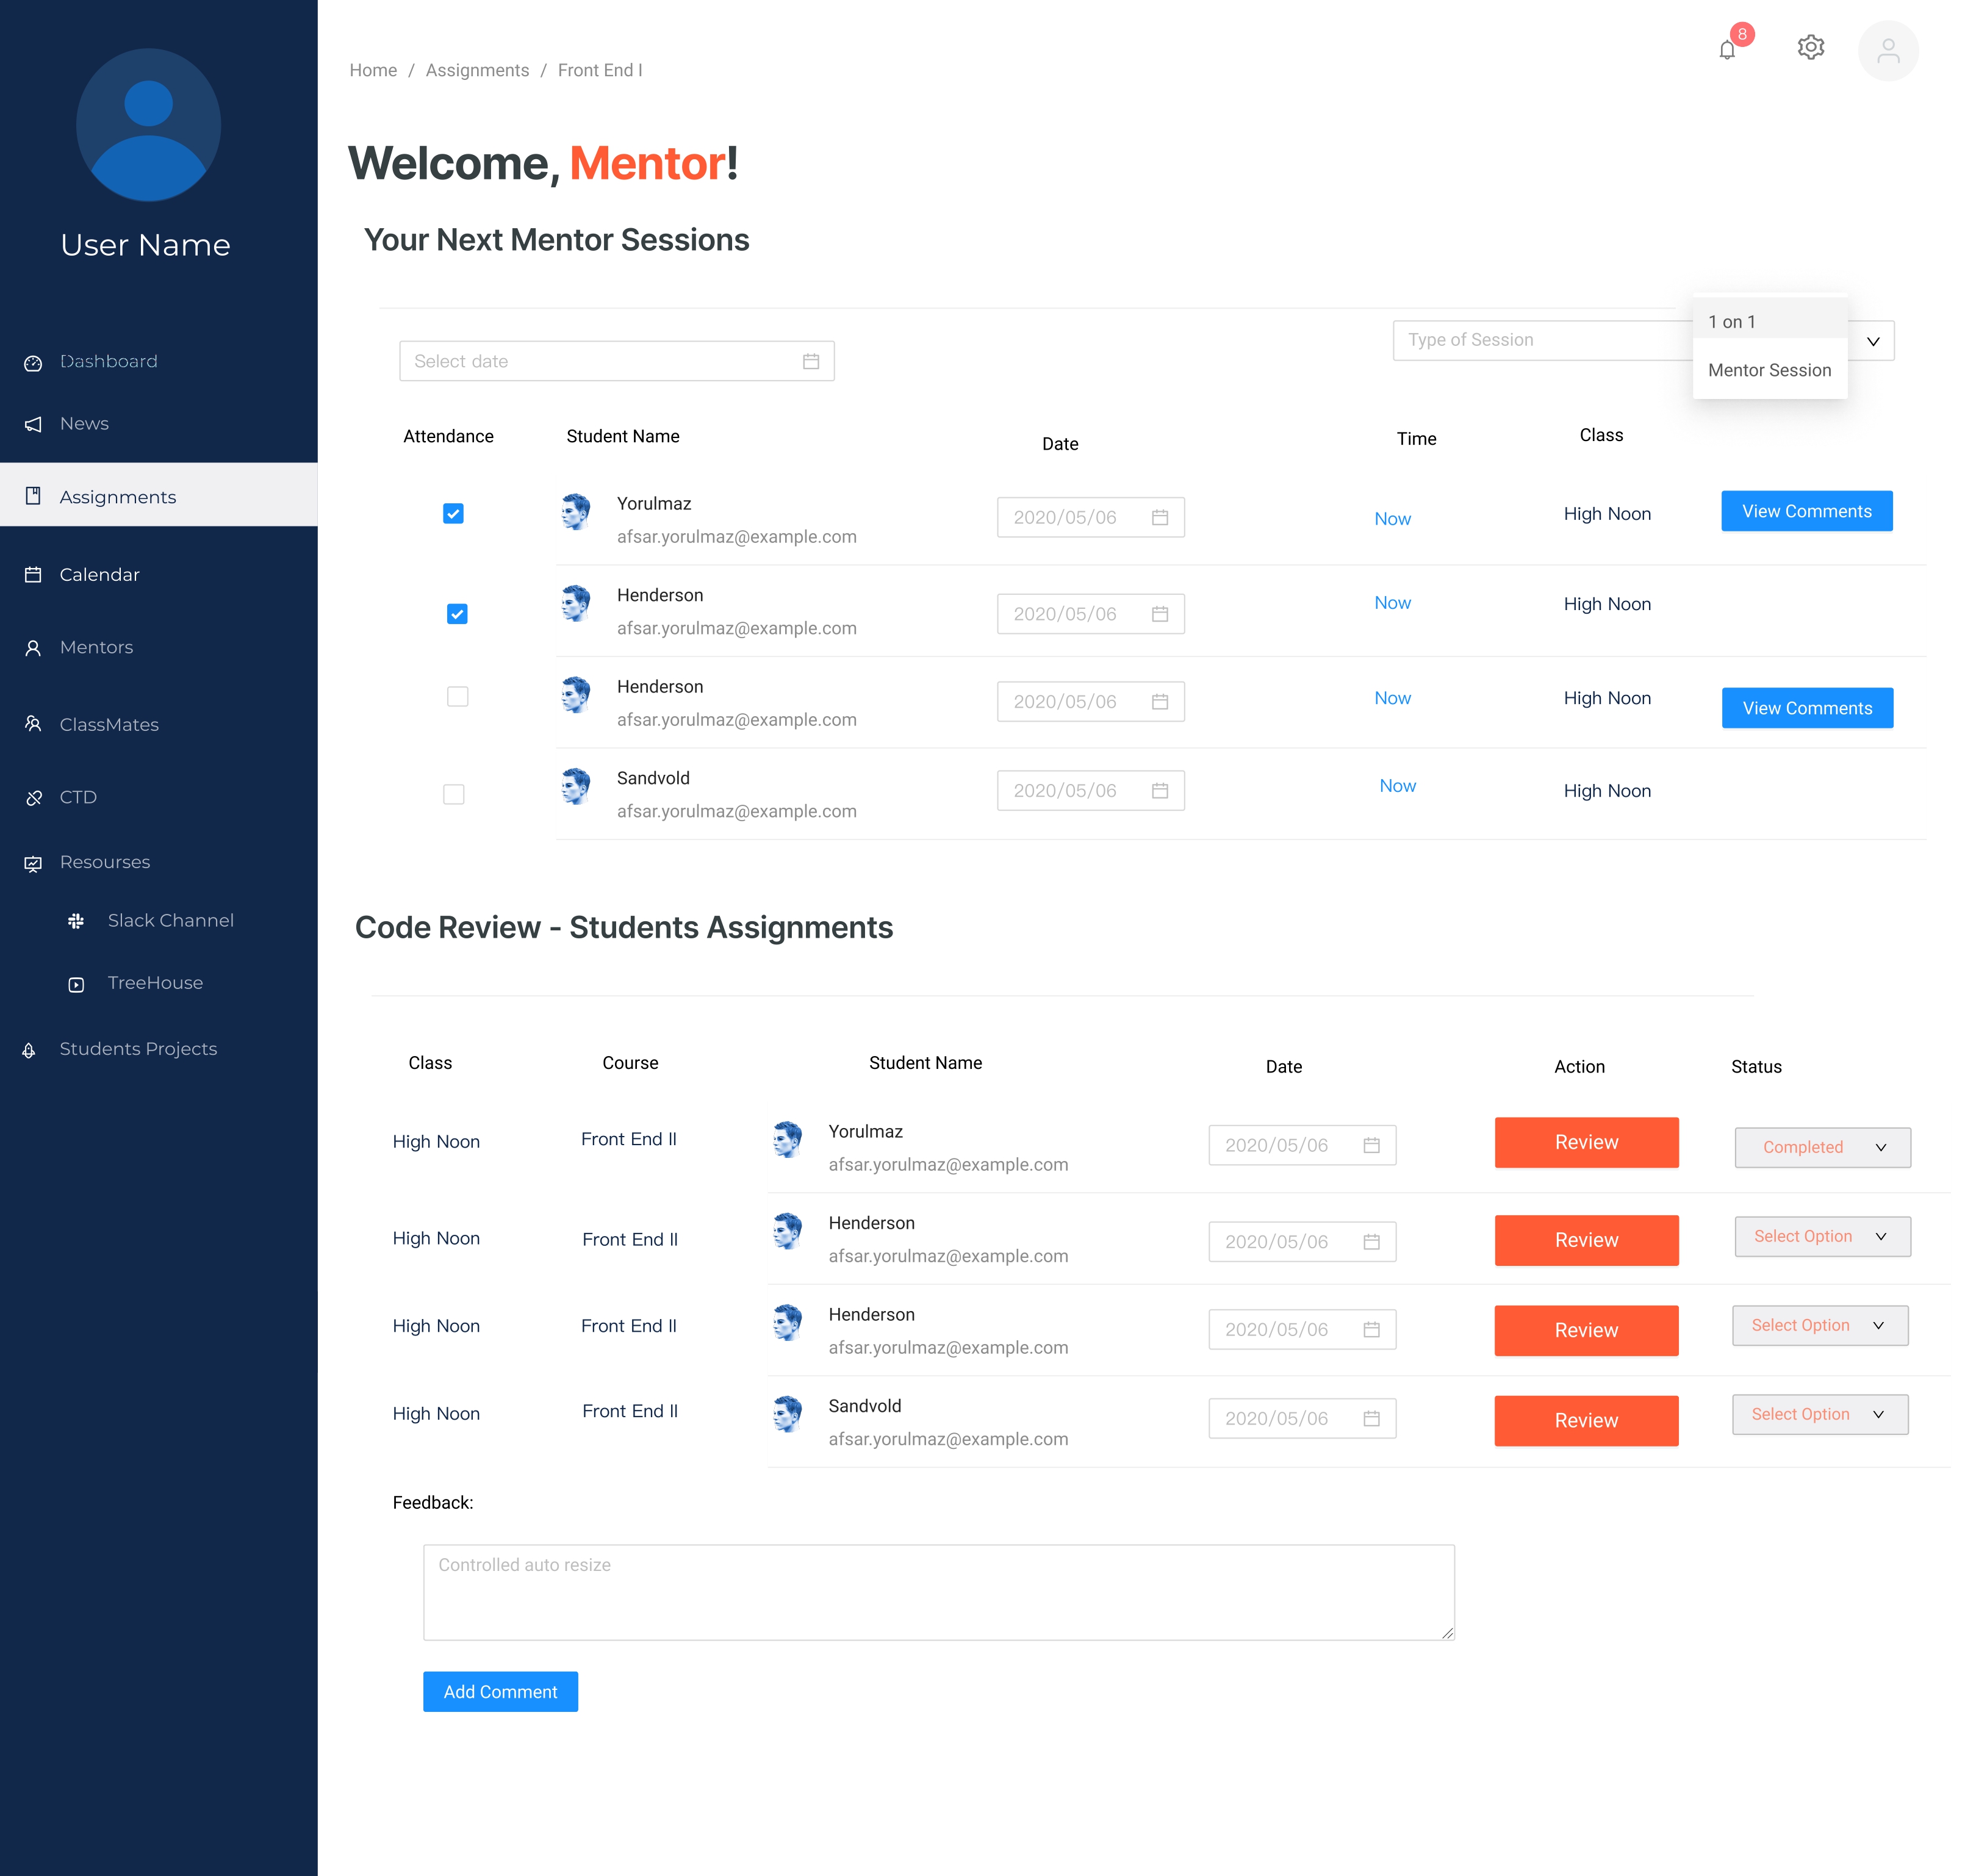 User Name
Dashboard
News
Assignments
Calendar
Mentors
ClassMates
CTD
Resourses
Slack Channel
TreeHouse
Students Projects
8
Home / Assignments / Front End I
Welcome, Mentor!
Your Next Mentor Sessions
Select date
Type of Session
1 on 1
Mentor Session
Attendance Student Name Date Time Class
Yorulmaz
afsar.yorulmaz@example.com
2020/05/06 Now High Noon View Comments
Henderson
afsar.yorulmaz@example.com
2020/05/06 Now High Noon
Henderson
afsar.yorulmaz@example.com
2020/05/06 Now High Noon View Comments
Sandvold
afsar.yorulmaz@example.com
2020/05/06 Now High Noon
Code Review - Students Assignments
Class Course Student Name Date Action Status
High Noon Front End II Yorulmaz
afsar.yorulmaz@example.com
2020/05/06 Review Completed
High Noon Front End II Henderson
afsar.yorulmaz@example.com
2020/05/06 Review Select Option
High Noon Front End II Henderson
afsar.yorulmaz@example.com
2020/05/06 Review Select Option
High Noon Front End II Sandvold
afsar.yorulmaz@example.com
2020/05/06 Review Select Option
Feedback:
Controlled auto resize
Add Comment